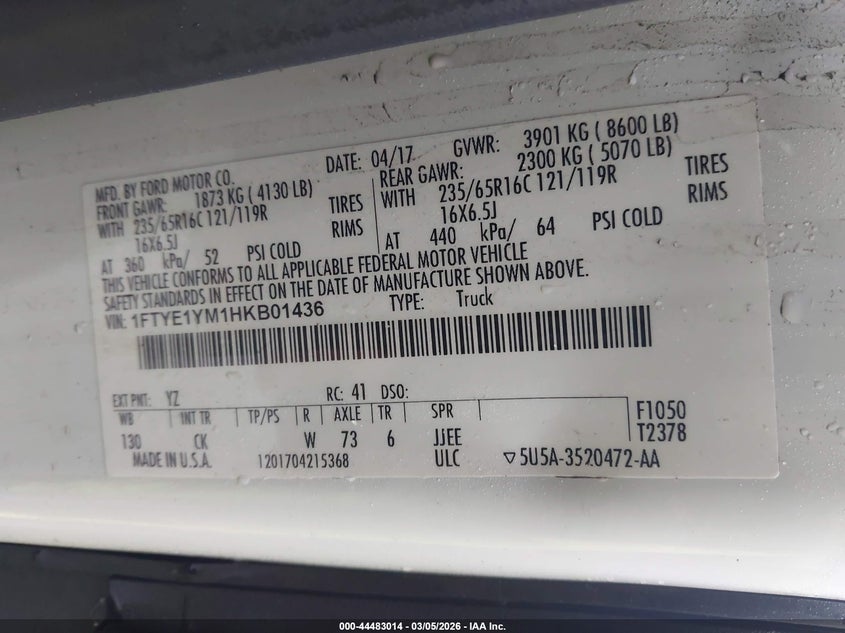 MFD. BY FORD MOTOR CO. DATE: 04/17 GVWR: 3901 KG ( 8600 LB)
FRONT GAWR: 1873 KG ( 4130 LB) REAR GAWR: 2300 KG ( 5070 LB)
WITH 235/65R16C 121/119R TIRES WITH 235/65R16C 121/119R TIRES
16X6.5J RIMS 16X6.5J RIMS
AT 360 kPa/ 52 PSI COLD AT 440 kPa/ 64 PSI COLD
THIS VEHICLE CONFORMS TO ALL APPLICABLE FEDERAL MOTOR VEHICLE
SAFETY STANDARDS IN EFFECT ON THE DATE OF MANUFACTURE SHOWN ABOVE.
VIN: 1FTYE1YM1HKB01436 TYPE: Truck
EXT PNT: YZ RC: 41 DSO:
WB INT TR TP/PS R AXLE TR SPR F1050
130 CK W 73 6 JJEE T2378
MADE IN U.S.A. 1201704215368 ULC ▽5U5A-3520472-AA
000-44483014 — 03/05/2026 — IAA Inc.